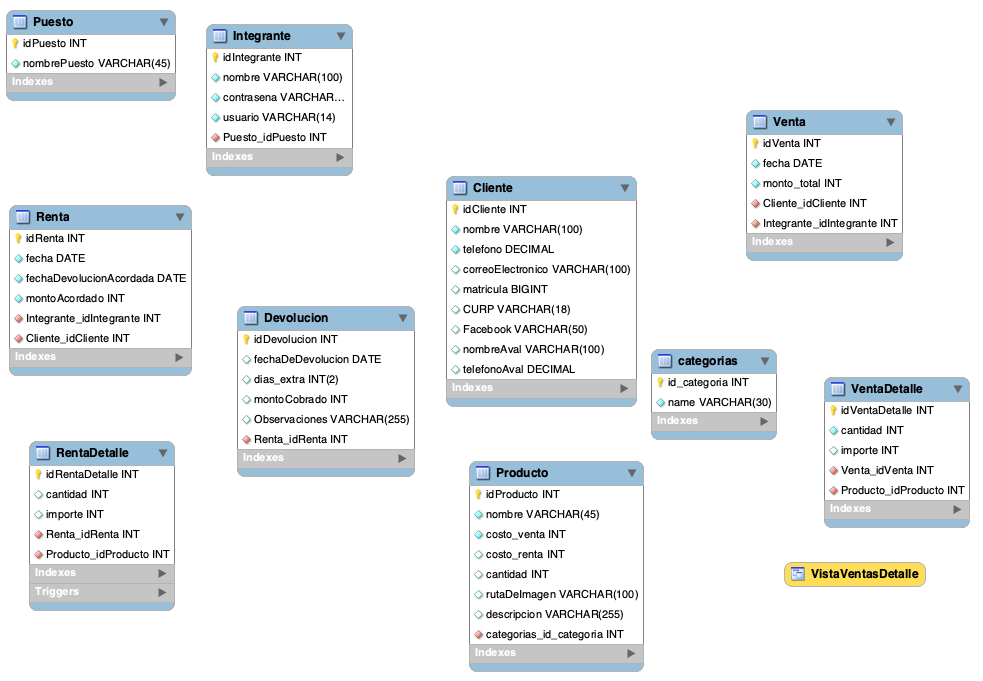 Puesto
idPuesto INT
nombrePuesto VARCHAR(45)
Indexes
Integrante
idIntegrante INT
nombre VARCHAR(100)
contrasena VARCHAR...
usuario VARCHAR(14)
Puesto_idPuesto INT
Indexes
Venta
idVenta INT
fecha DATE
monto_total INT
Cliente_idCliente INT
Integrante_idIntegrante INT
Indexes
Cliente
idCliente INT
nombre VARCHAR(100)
telefono DECIMAL
correoElectronico VARCHAR(100)
matricula BIGINT
CURP VARCHAR(18)
Facebook VARCHAR(50)
nombreAval VARCHAR(100)
telefonoAval DECIMAL
Indexes
Renta
idRenta INT
fecha DATE
fechaDevolucionAcordada DATE
montoAcordado INT
Integrante_idIntegrante INT
Cliente_idCliente INT
Indexes
Devolucion
idDevolucion INT
fechaDeDevolucion DATE
dias_extra INT(2)
montoCobrado INT
Observaciones VARCHAR(255)
Renta_idRenta INT
Indexes
categorias
id_categoria INT
name VARCHAR(30)
Indexes
VentaDetalle
idVentaDetalle INT
cantidad INT
importe INT
Venta_idVenta INT
Producto_idProducto INT
Indexes
RentaDetalle
idRentaDetalle INT
cantidad INT
importe INT
Renta_idRenta INT
Producto_idProducto INT
Indexes
Triggers
Producto
idProducto INT
nombre VARCHAR(45)
costo_venta INT
costo_renta INT
cantidad INT
rutaDeImagen VARCHAR(100)
descripcion VARCHAR(255)
categorias_id_categoria INT
Indexes
VistaVentasDetalle